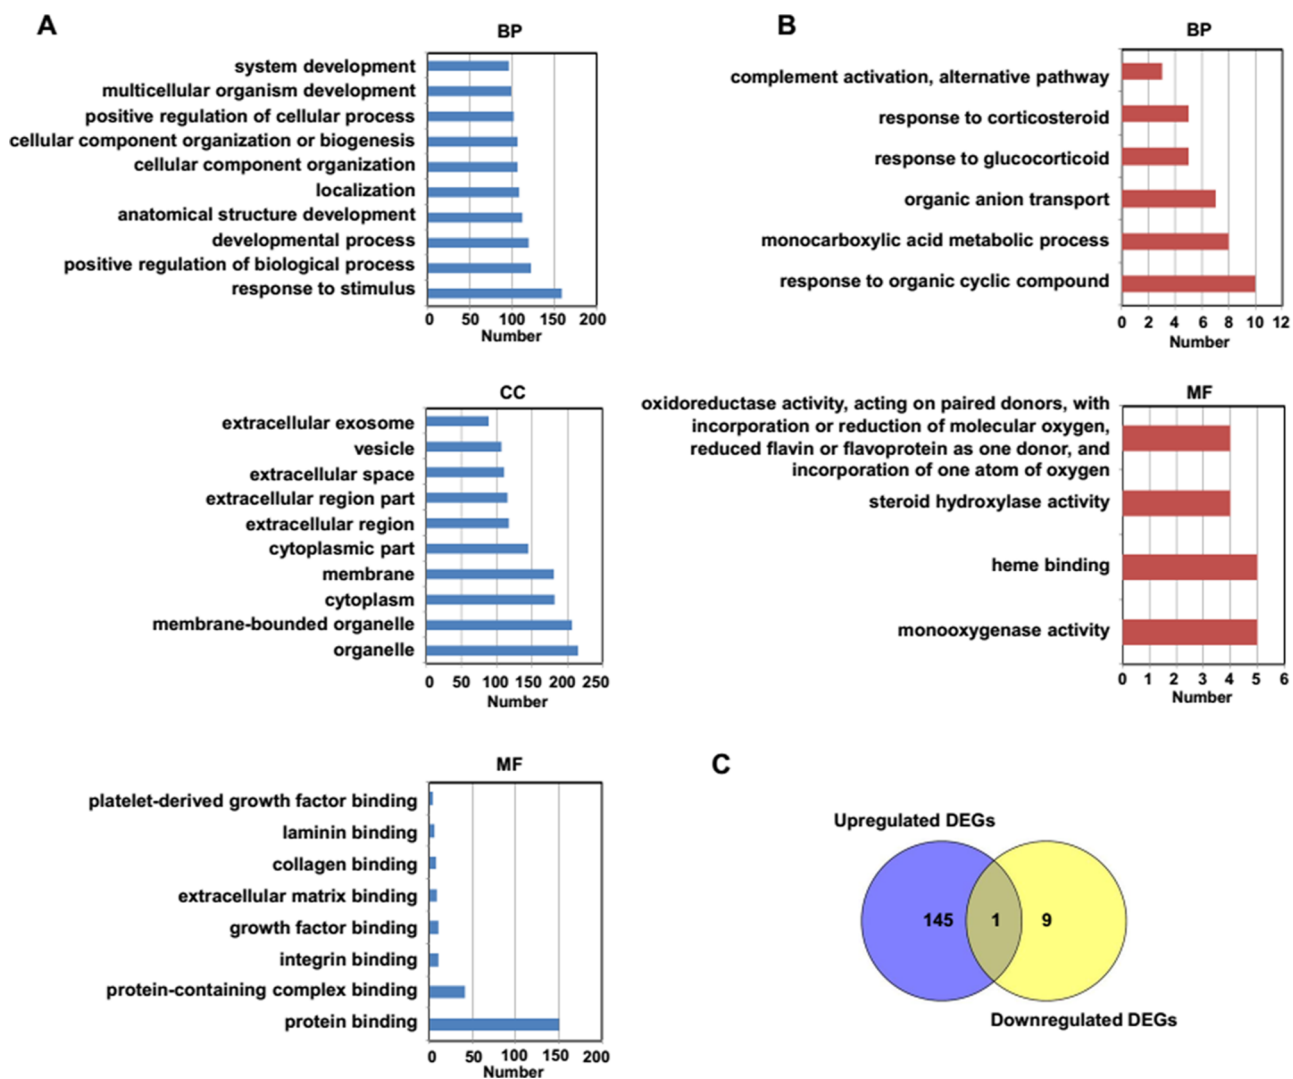 A
BP
system development
multicellular organism development
positive regulation of cellular process
cellular component organization or biogenesis
cellular component organization
localization
anatomical structure development
developmental process
positive regulation of biological process
response to stimulus
0 50 100 150 200
Number
CC
extracellular exosome
vesicle
extracellular space
extracellular region part
extracellular region
cytoplasmic part
membrane
cytoplasm
membrane-bounded organelle
organelle
0 50 100 150 200 250
Number
MF
platelet-derived growth factor binding
laminin binding
collagen binding
extracellular matrix binding
growth factor binding
integrin binding
protein-containing complex binding
protein binding
0 50 100 150 200
Number
B
BP
complement activation, alternative pathway
response to corticosteroid
response to glucocorticoid
organic anion transport
monocarboxylic acid metabolic process
response to organic cyclic compound
0 2 4 6 8 10 12
Number
MF
oxidoreductase activity, acting on paired donors, with
incorporation or reduction of molecular oxygen,
reduced flavin or flavoprotein as one donor, and
incorporation of one atom of oxygen
steroid hydroxylase activity
heme binding
monooxygenase activity
0 1 2 3 4 5 6
Number
C
Upregulated DEGs
145 1 9
Downregulated DEGs